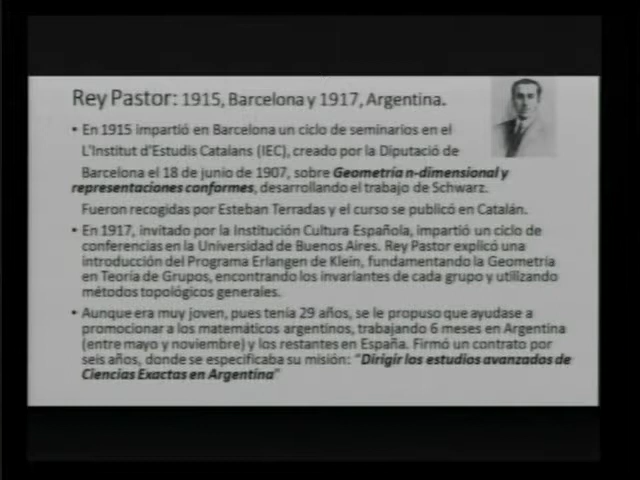 Rey Pastor: 1915, Barcelona y 1917, Argentina.
• En 1915 impartió en Barcelona un ciclo de seminarios en el
L'Institut d'Estudis Catalans (IEC), creado por la Diputació de
Barcelona el 18 de junio de 1907, sobre Geometría n-dimensional y
representaciones conformes, desarrollando el trabajo de Schwarz.
Fueron recogidas por Esteban Terradas y el curso se publicó en Catalán.
• En 1917, invitado por la Institución Cultura Española, impartió un ciclo de
conferencias en la Universidad de Buenos Aires. Rey Pastor explicó una
introducción del Programa Erlangen de Klein, fundamentando la Geometría
en Teoría de Grupos, encontrando los invariantes de cada grupo y utilizando
métodos topológicos generales.
• Aunque era muy joven, pues tenía 29 años, se le propuso que ayudase a
promocionar a los matemáticos argentinos, trabajando 6 meses en Argentina
(entre mayo y noviembre) y los restantes en España. Firmó un contrato por
seis años, donde se especificaba su misión: "Dirigir los estudios avanzados de
Ciencias Exactas en Argentina"